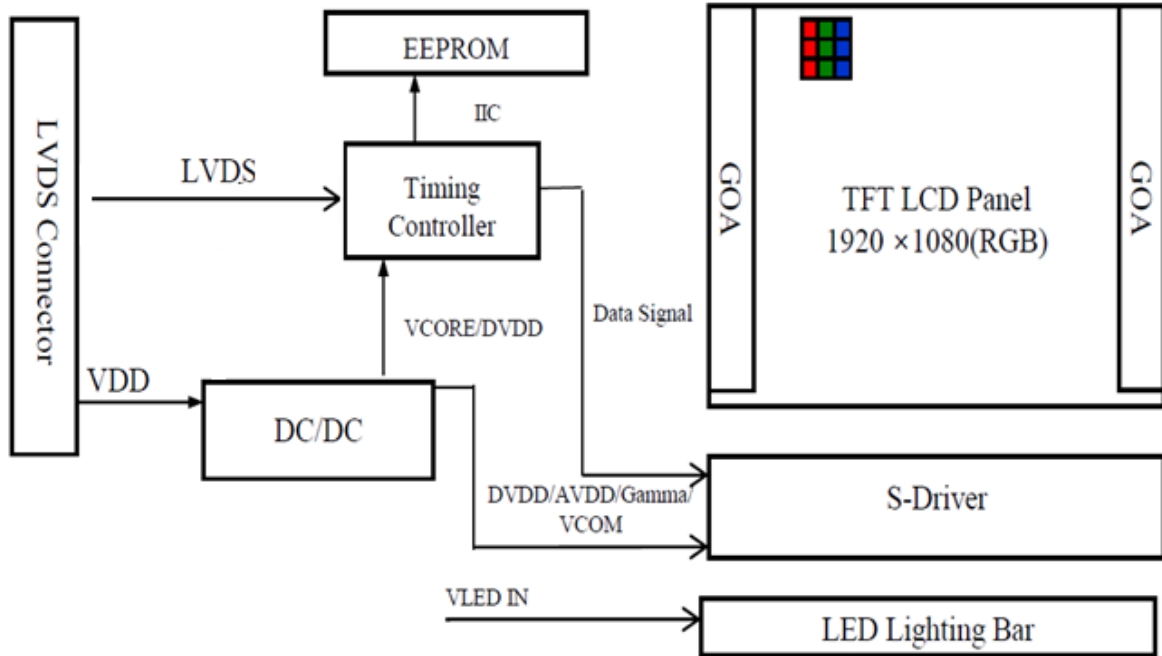 EEPROM
IIC
LVDS Connector
LVDS
Timing
Controller
VCORE/DVDD
VDD
DC/DC
Data Signal
DVDD/AVDD/Gamma/
VCOM
GOA
TFT LCD Panel
1920 ×1080(RGB)
GOA
S-Driver
VLED IN
LED Lighting Bar